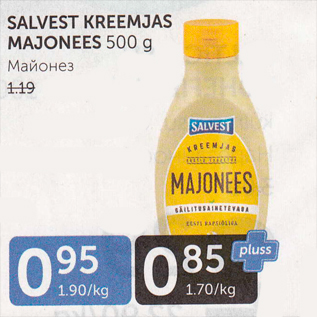 SALVEST KREEMJAS
MAJONEES 500 g
Майонез
1.19
SALVEST
KREEMJAS
MAJONEES
SÄILITUSAINETEVABA
EESTI RAPSIÕLIGA
0 95
1.90/kg
0 85
pluss
1.70/kg